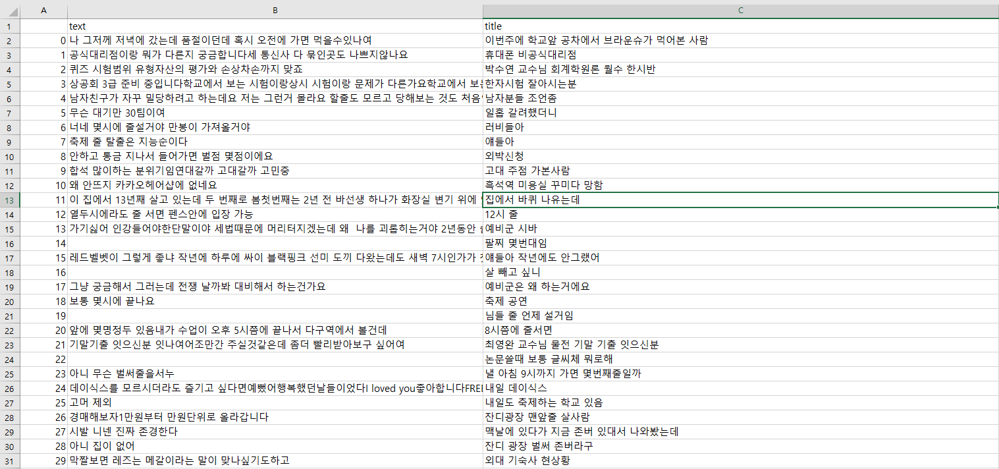 A B C
1 text title
2 0 나 그저께 저녁에 갔는데 품절이던데 혹시 오전에 가면 먹을수있나여 이번주에 학교앞 공차에서 브라운슈가 먹어본 사람
3 1 공식대리점이랑 뭐가 다른지 궁금합니다세 통신사 다 묶인곳도 나쁘지않나요 휴대폰 비공식대리점
4 2 퀴즈 시험범위 유형자산의 평가와 손상차손까지 맞죠 박수연 교수님 회계학원론 월수 한시반
5 3 상공회 3급 준비 중입니다학교에서 보는 시험이랑상시 시험이랑 문제가 다른가요학교에서 한자시험 잘아시는분
6 4 남자친구가 자꾸 밀당하려고 하는데요 저는 그런거 몰라요 할줄도 모르고 당해보는 것도 남자분들 조언좀
7 5 무슨 대기만 30팀이여 일홉 갈려했더니
8 6 너네 몇시에 줄설거야 만봉이 가져올거야 러비들아
9 7 축제 줄 탈출은 지능순이다 얘들아
10 8 안하고 통금 지나서 들어가면 벌점 몇점이에요 외박신청
11 9 합석 많이하는 분위기임연대갈까 고대갈까 고민중 고대 주점 가본사람
12 10 왜 안뜨지 카카오헤어샵에 없네요 흑석역 미용실 꾸미다 망함
13 11 이 집에서 13년째 살고 있는데 두 번째로 봄첫번째는 2년 전 바선생 하나가 화장실 변기 위에 집에서 바퀴 나유는데
14 12 열두시에라도 줄 서면 펜스안에 입장 가능 12시 줄
15 13 가기싫어 인강들어야한단말이야 세법때문에 머리터지겠는데 왜  나를 괴롭히는거야 2년동안 예비군 시바
16 14 팔찌 몇번대임
17 15 레드벨벳이 그렇게 좋냐 작년에 하루에 싸이 블랙핑크 선미 도끼 다왔는데도 새벽 7시인가가 얘들아 작년에도 안그랬어
18 16 살 빼고 싶니
19 17 그냥 궁금해서 그러는데 전쟁 날까봐 대비해서 하는건가요 예비군은 왜 하는거에요
20 18 보통 몇시에 끝나요 축제 공연
21 19 님들 줄 언제 설거임
22 20 앞에 몇명정두 있음내가 수업이 오후 5시쯤에 끝나서 다구역에서 볼건데 8시쯤에 줄서면
23 21 기말기출 잇으신분 잇나여어조만간 주실것같은데 좀더 빨리받아보구 싶어여 최영완 교수님 물전 기말 기출 잇으신분
24 22 논문쓸때 보통 글씨체 뭐로해
25 23 아니 무슨 벌써줄을서누 낼 아침 9시까지 가면 몇번째줄일까
26 24 데이식스를 모르시더라도 즐기고 싶다면예뻤어행복했던날들이었다I loved you좋아합니다FREE 내일 데이식스
27 25 고머 제외 내일도 축제하는 학교 있음
28 26 경매해보자1만원부터 만원단위로 올라갑니다 잔디광장 맨앞줄 살사람
29 27 시발 니넨 진짜 존경한다 맥날에 있다가 지금 존버 있대서 나와봤는데
30 28 아니 집이 없어 잔디 광장 벌써 존버라구
31 29 막짤보면 레즈는 메갈이라는 말이 맞나싶기도하고 외대 기숙사 현상황